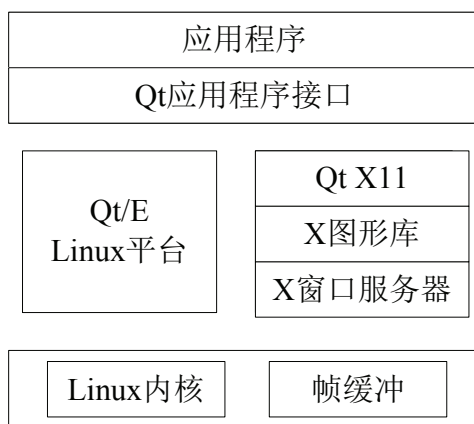 应用程序
Qt应用程序接口
Qt/E
Linux平台
Qt X11
X图形库
X窗口服务器
Linux内核
帧缓冲